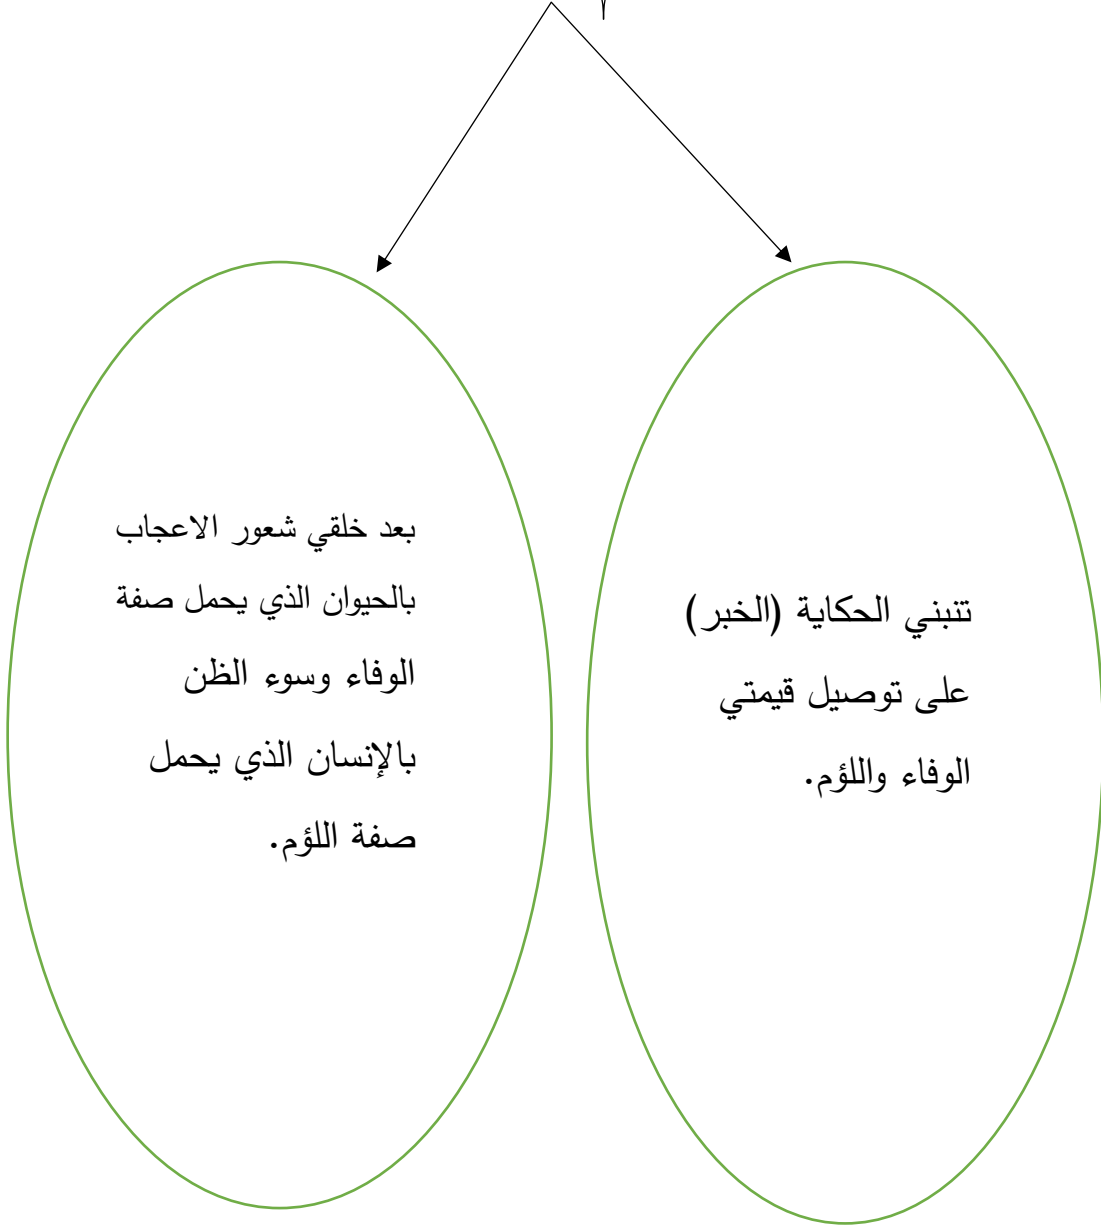 تتبني الحكاية (الخبر)
على توصيل قيمتي
الوفاء واللؤم.
بعد خلقي شعور الاعجاب
بالحيوان الذي يحمل صفة
الوفاء وسوء الظن
بالإنسان الذي يحمل
صفة اللؤم.